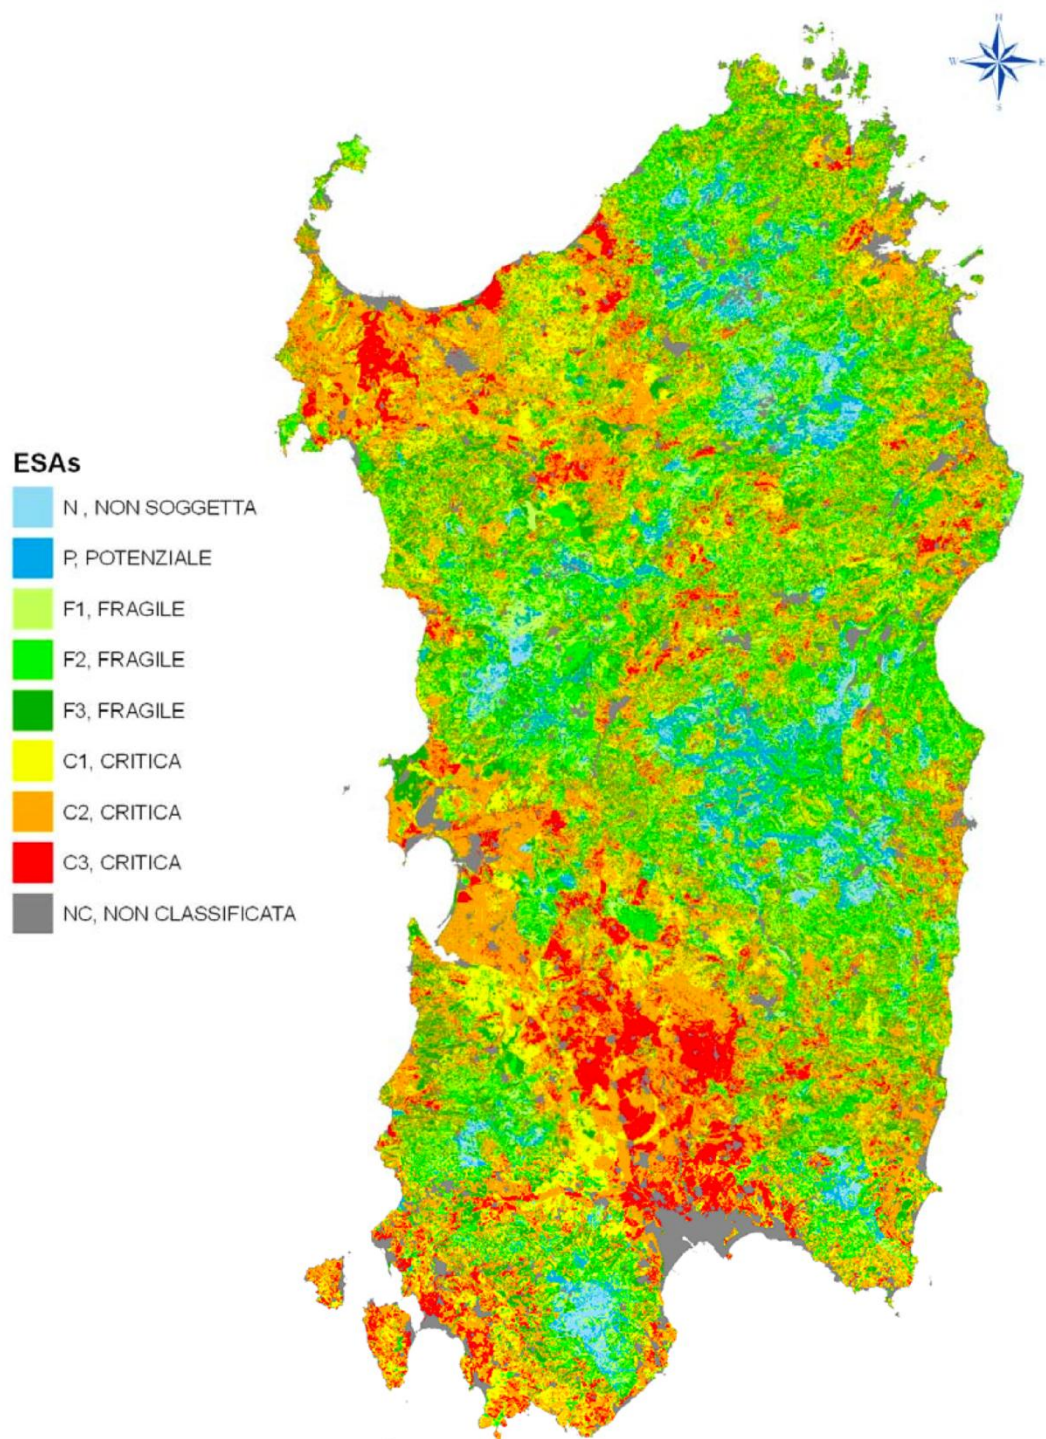 N
W
E
S
ESAs
N , NON SOGGETTA
P, POTENZIALE
F1, FRAGILE
F2, FRAGILE
F3, FRAGILE
C1, CRITICA
C2, CRITICA
C3, CRITICA
NC, NON CLASSIFICATA